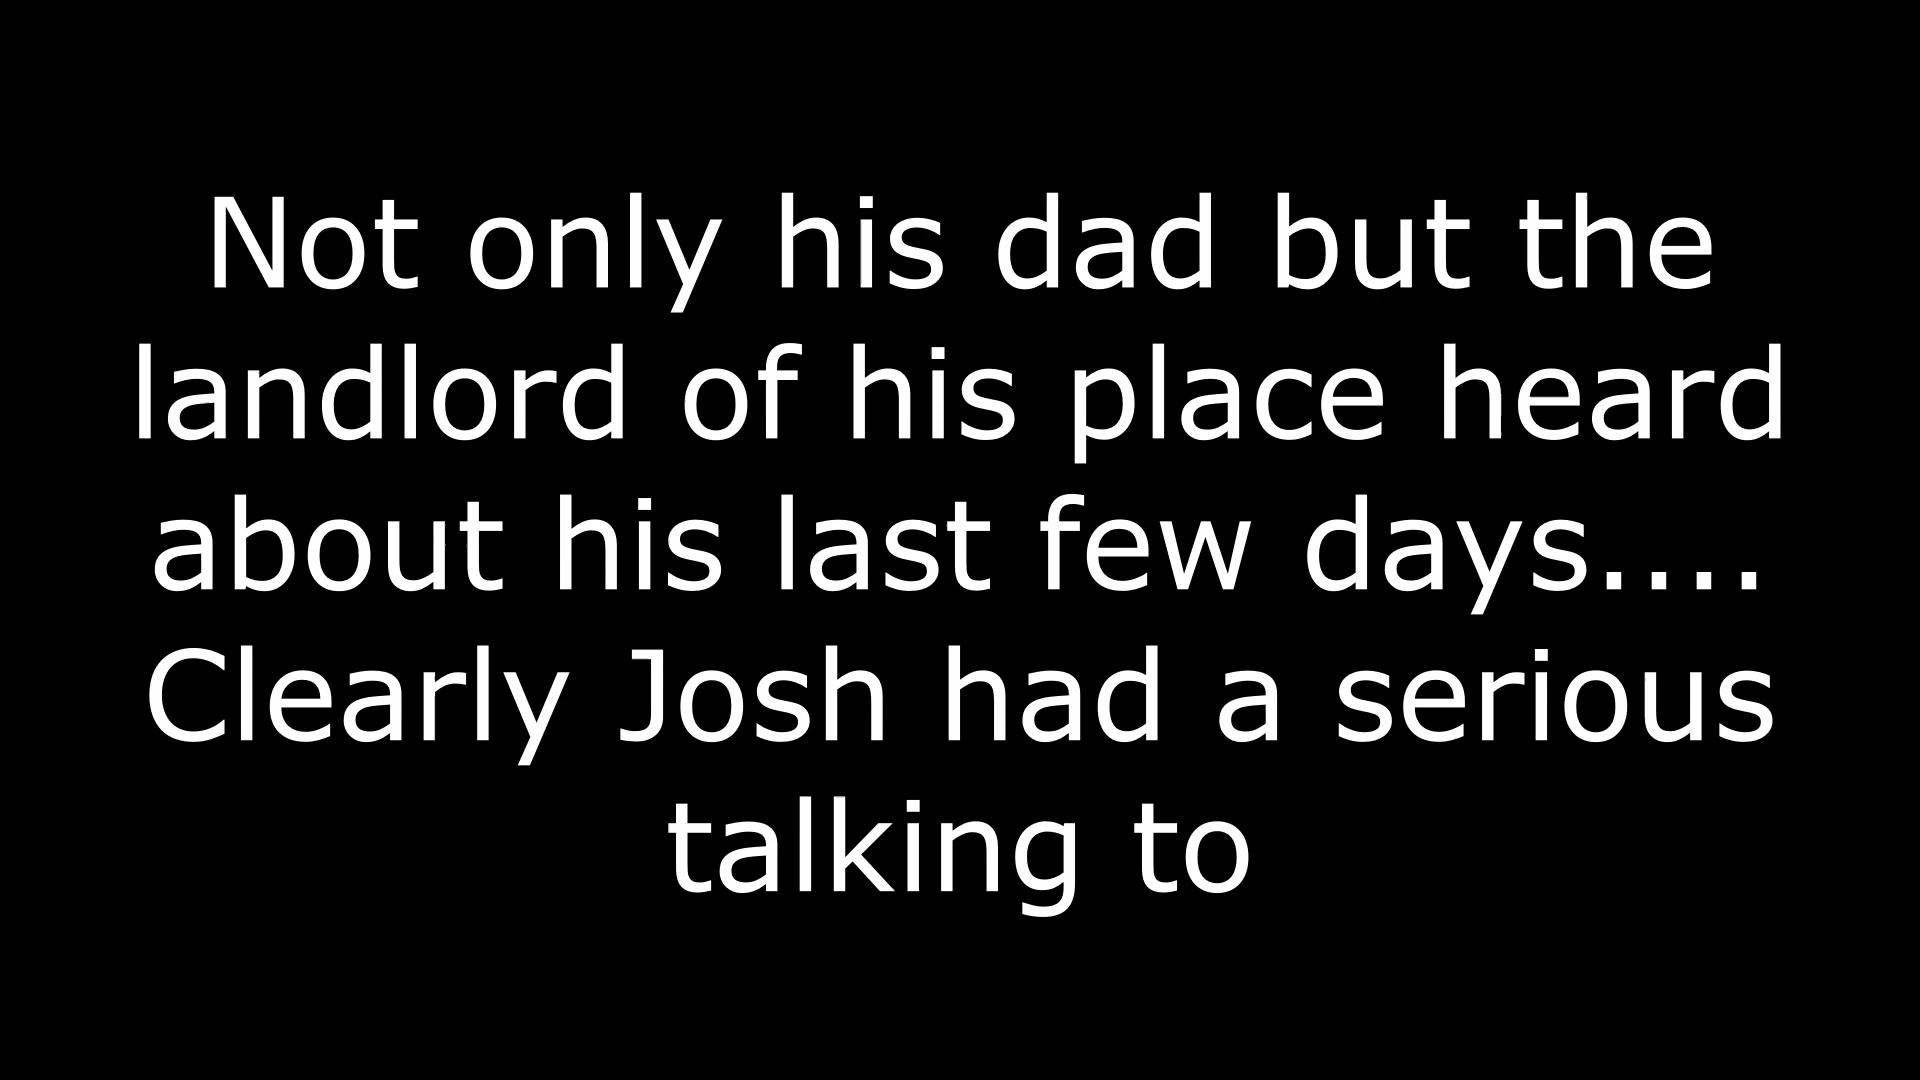 Not only his dad but the
landlord of his place heard
about his last few days....
Clearly Josh had a serious
talking to